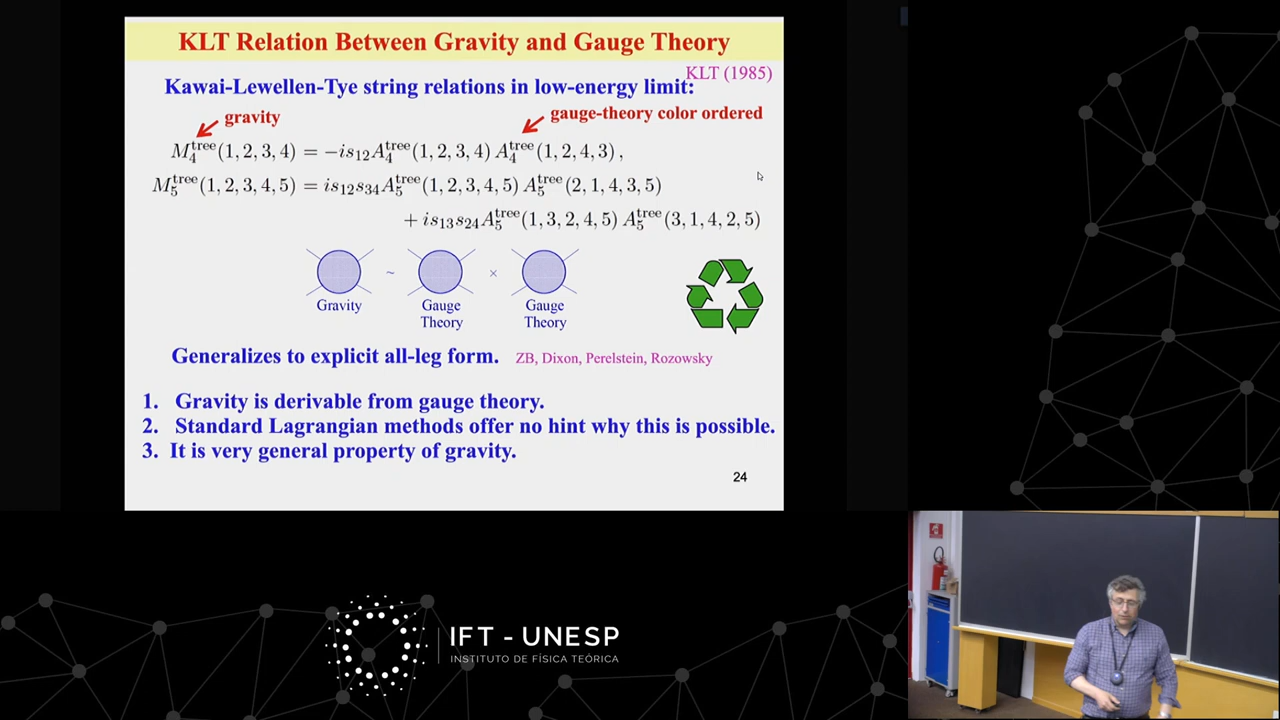 KLT Relation Between Gravity and Gauge Theory
KLT (1985)
Kawai-Lewellen-Tye string relations in low-energy limit:
gravity
gauge-theory color ordered
M_4^tree(1,2,3,4) = −is_12 A_4^tree(1,2,3,4) A_4^tree(1,2,4,3),
M_5^tree(1,2,3,4,5) = is_12 s_34 A_5^tree(1,2,3,4,5) A_5^tree(2,1,4,3,5)
+ is_13 s_24 A_5^tree(1,3,2,4,5) A_5^tree(3,1,4,2,5)
~ ×
Gravity Gauge Theory Gauge Theory
Generalizes to explicit all-leg form. ZB, Dixon, Perelstein, Rozowsky
1. Gravity is derivable from gauge theory.
2. Standard Lagrangian methods offer no hint why this is possible.
3. It is very general property of gravity.
24
IFT - UNESP
INSTITUTO DE FÍSICA TEÓRICA